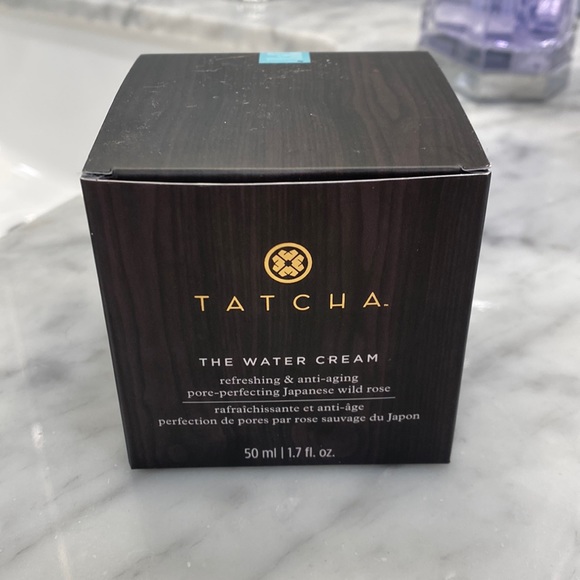 TATCHA™
THE WATER CREAM
refreshing & anti-aging
pore-perfecting Japanese wild rose
rafraîchissante et anti-âge
perfection de pores par rose sauvage du Japon
50 ml | 1.7 fl. oz.